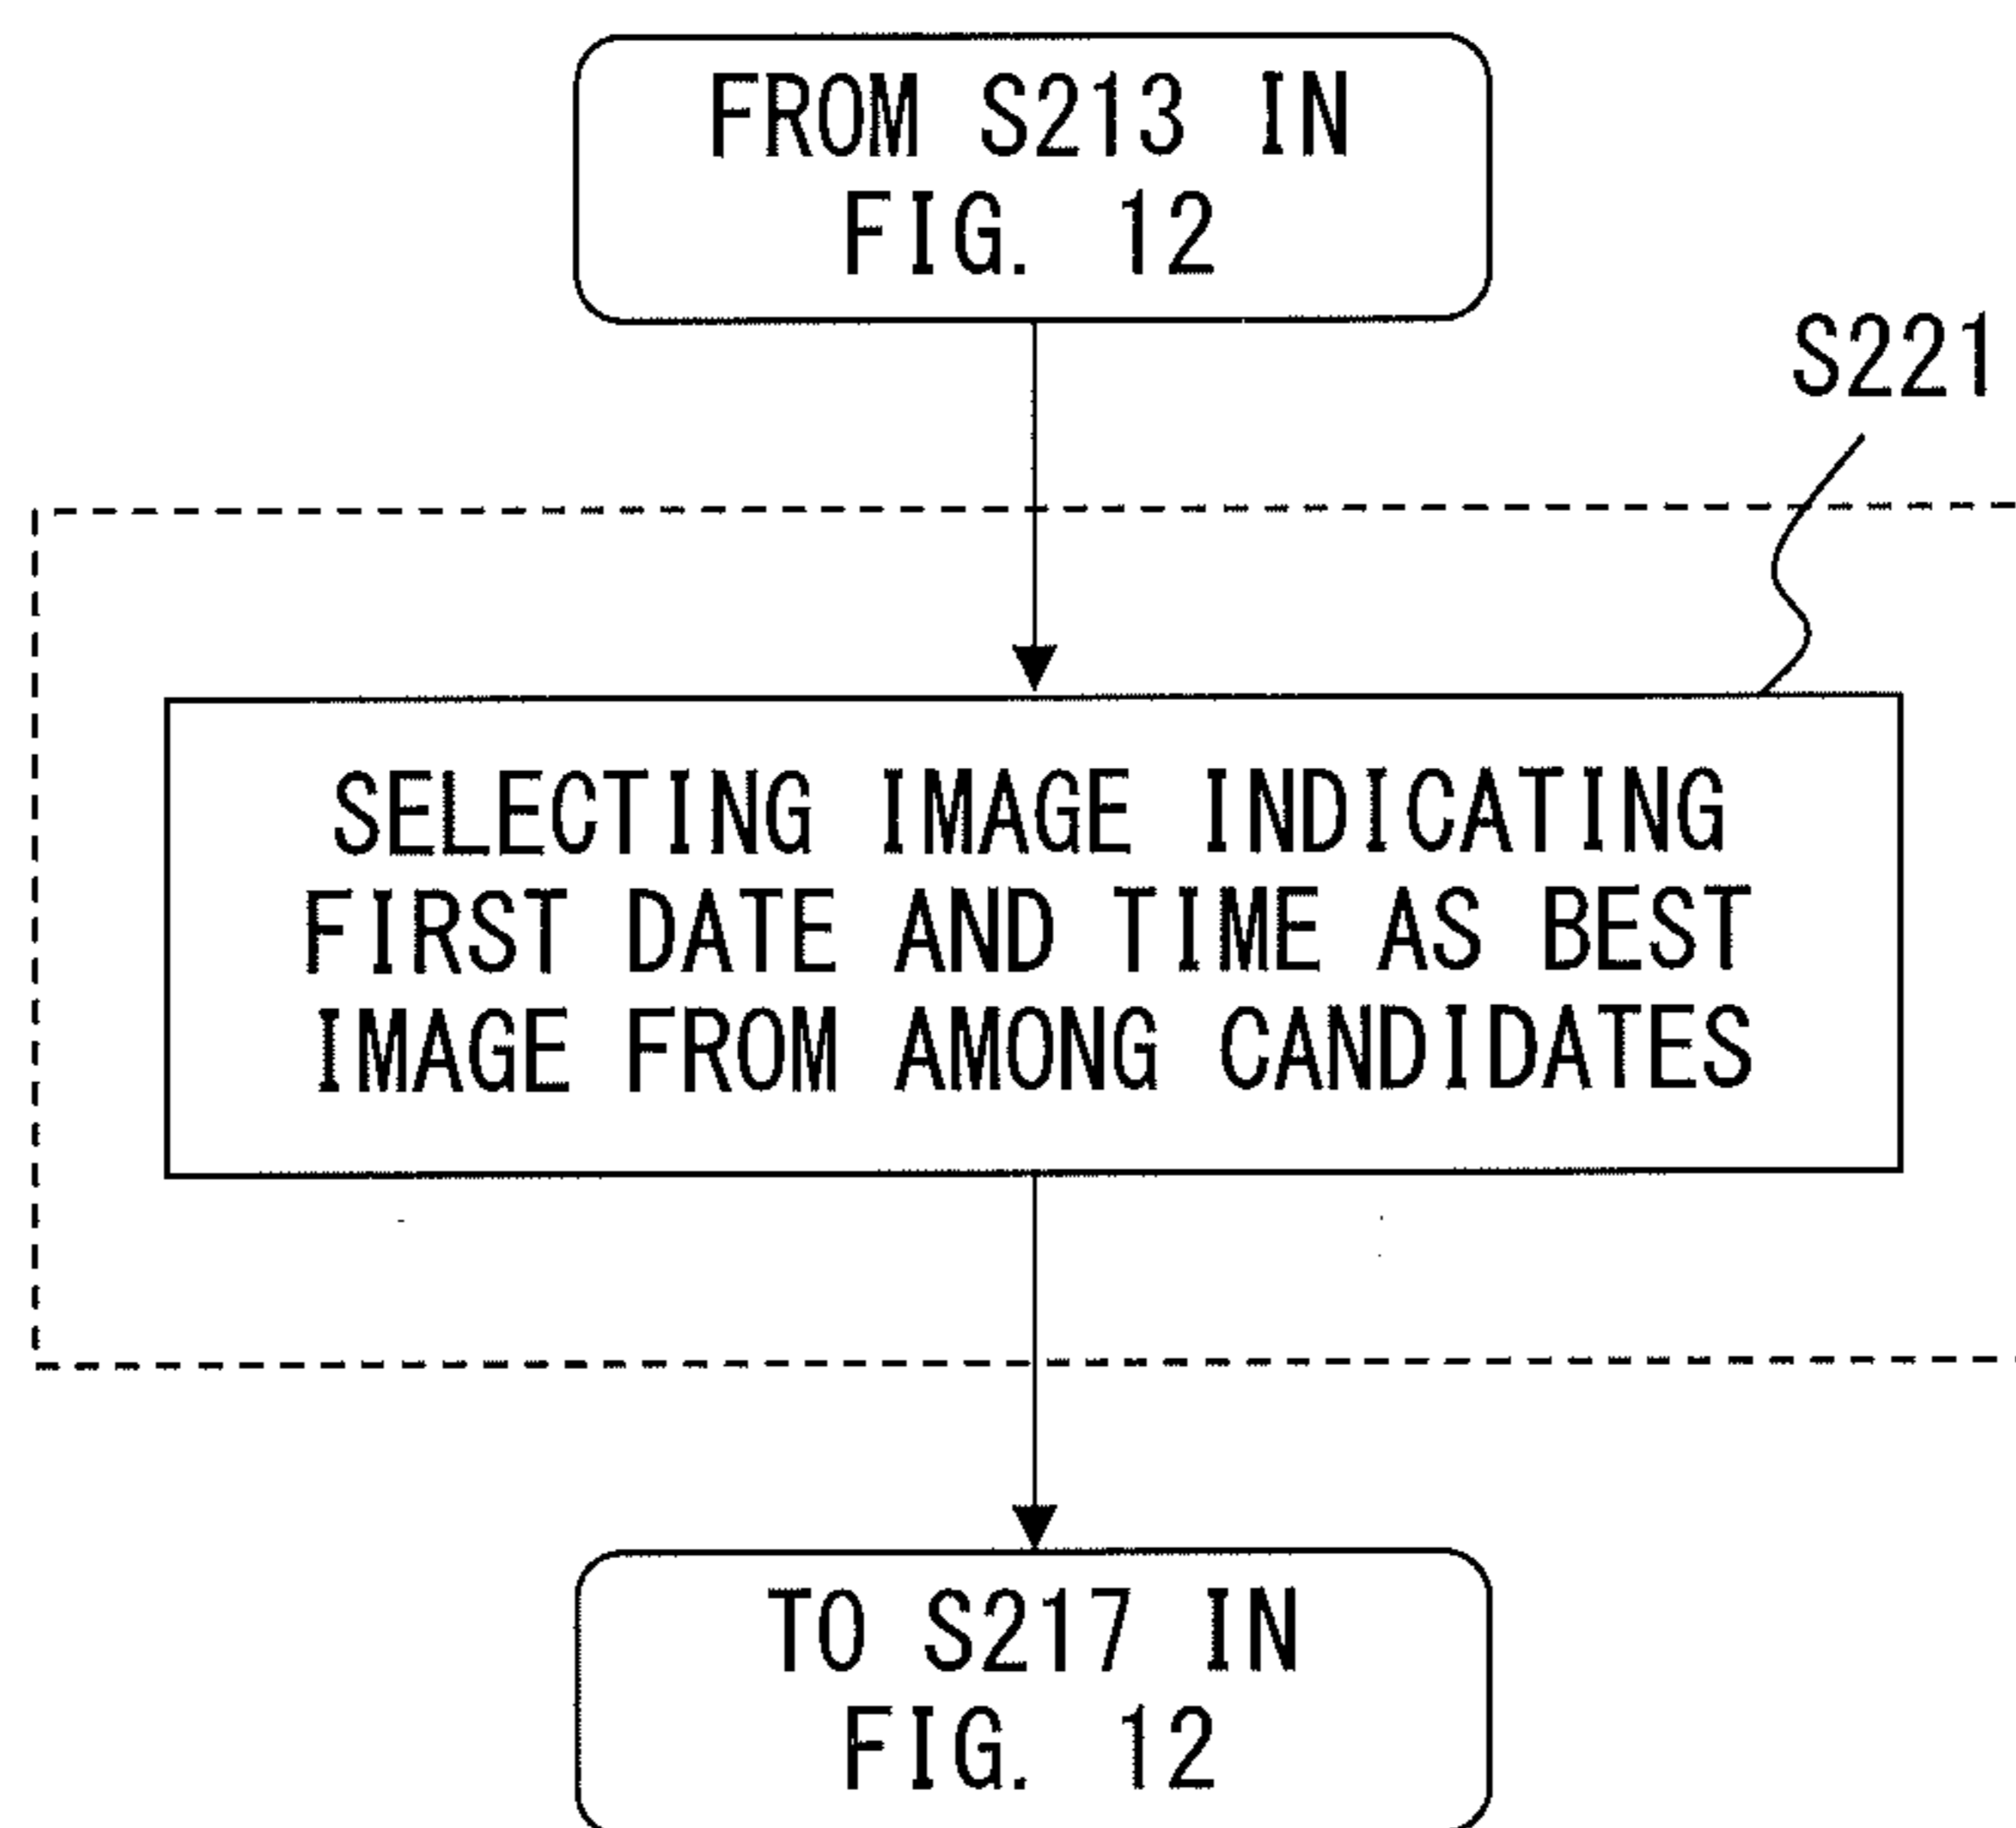 FROM S213 IN
FIG. 12
S221
SELECTING IMAGE INDICATING
FIRST DATE AND TIME AS BEST
IMAGE FROM AMONG CANDIDATES
TO S217 IN
FIG. 12